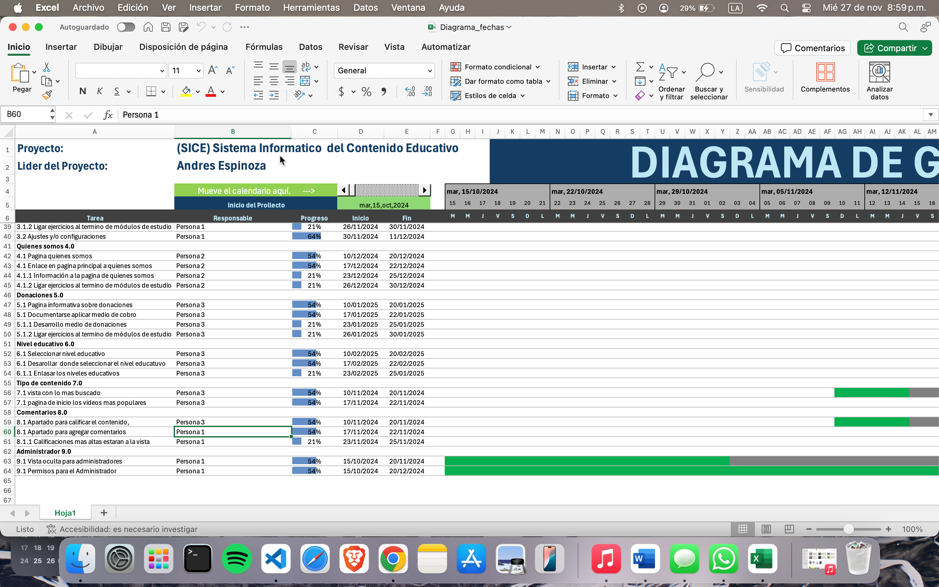 Excel Archivo Edición Ver Insertar Formato Herramientas Datos Ventana Ayuda 29% LA Mié 27 de nov 8:59 p.m.
Autoguardado Diagrama_fechas
Inicio Insertar Dibujar Disposición de página Fórmulas Datos Revisar Vista Automatizar Comentarios Compartir
Pegar 11 A A General Formato condicional Insertar
Dar formato como tabla Eliminar Ordenar y filtrar Buscar y seleccionar Sensibilidad Complementos Analizar datos
N K S A $ % Estilos de celda Formato
B60 fx Persona 1
A B C D E F G H I J K L M N O P Q R S T U V W X Y Z AA AB AC AD AE AF AG AH AI AJ AK AL AM
1 Proyecto: (SICE) Sistema Informatico del Contenido Educativo DIAGRAMA DE G
2 Lider del Proyecto: Andres Espinoza
3
4 Mueve el calendario aquí. ---> mar, 15/10/2024 mar, 22/10/2024 mar, 29/10/2024 mar, 05/11/2024 mar, 12/11/2024
5 Inicio del Prollecto mar,15,oct,2024 15 16 17 18 19 20 21 22 23 24 25 26 27 28 29 30 31 01 02 03 04 05 06 07 08 09 10 11 12 13 14 15 16
6 Tarea Responsable Progreso Inicio Fin M M J V S D L M M J V S D L M M J V S D L M M J V S D L M M J V S
39 3.1.2 Ligar ejercicios al termino de módulos de estudio Persona 1 21% 26/11/2024 30/11/2024
40 3.2 Ajustes y/o configuraciones Persona 1 64% 30/11/2024 11/12/2024
41 Quienes somos 4.0
42 4.1 Pagina quienes somos Persona 2 54% 10/12/2024 20/12/2024
43 4.1 Enlace en pagina principal a quienes somos Persona 2 54% 17/12/2024 22/12/2024
44 4.1.1 Información a la pagina de quienes somos Persona 2 21% 23/12/2024 25/12/2024
45 4.1.2 Ligar ejercicios al termino de módulos de estudio Persona 2 21% 26/12/2024 30/12/2024
46 Donaciones 5.0
47 5.1 Pagina informativa sobre donaciones Persona 3 54% 10/01/2025 20/01/2025
48 5.1 Documentarse aplicar medio de cobro Persona 3 54% 17/01/2025 22/01/2025
49 5.1.1 Desarrollo medio de donaciones Persona 3 21% 23/01/2025 25/01/2025
50 5.1.2 Ligar ejercicios al termino de módulos de estudio Persona 3 21% 26/01/2025 30/01/2025
51 Nivel educativo 6.0
52 6.1 Seleccionar nivel educativo Persona 3 54% 10/02/2025 20/02/2025
53 6.1 Desarollar donde seleccionar el nivel educatuvo Persona 3 54% 17/02/2025 22/02/2025
54 6.1.1 Enlasar los niveles educativos Persona 3 21% 23/02/2025 25/02/2025
55 Tipo de contenido 7.0
56 7.1 vista con lo mas buscado Persona 3 54% 10/11/2024 20/11/2024
57 7.1 pagina de inicio los videos mas populares Persona 3 54% 17/11/2024 22/11/2024
58 Comentarios 8.0
59 8.1 Apartado para calificar el contenido, Persona 3 54% 10/11/2024 20/11/2024
60 8.1 Apartado para agregar comentarios Persona 1 54% 17/11/2024 22/11/2024
61 8.1.1 Calificaciones mas altas estaran a la vista Persona 1 21% 23/11/2024 25/11/2024
62 Administrador 9.0
63 9.1 Vista oculta para administradores Persona 1 54% 15/10/2024 20/11/2024
64 9.1 Permisos para el Administrador Persona 1 54% 15/10/2024 20/12/2024
65
66
67
Hoja1
Listo Accesibilidad: es necesario investigar 100%
17 18 19
24 25 26